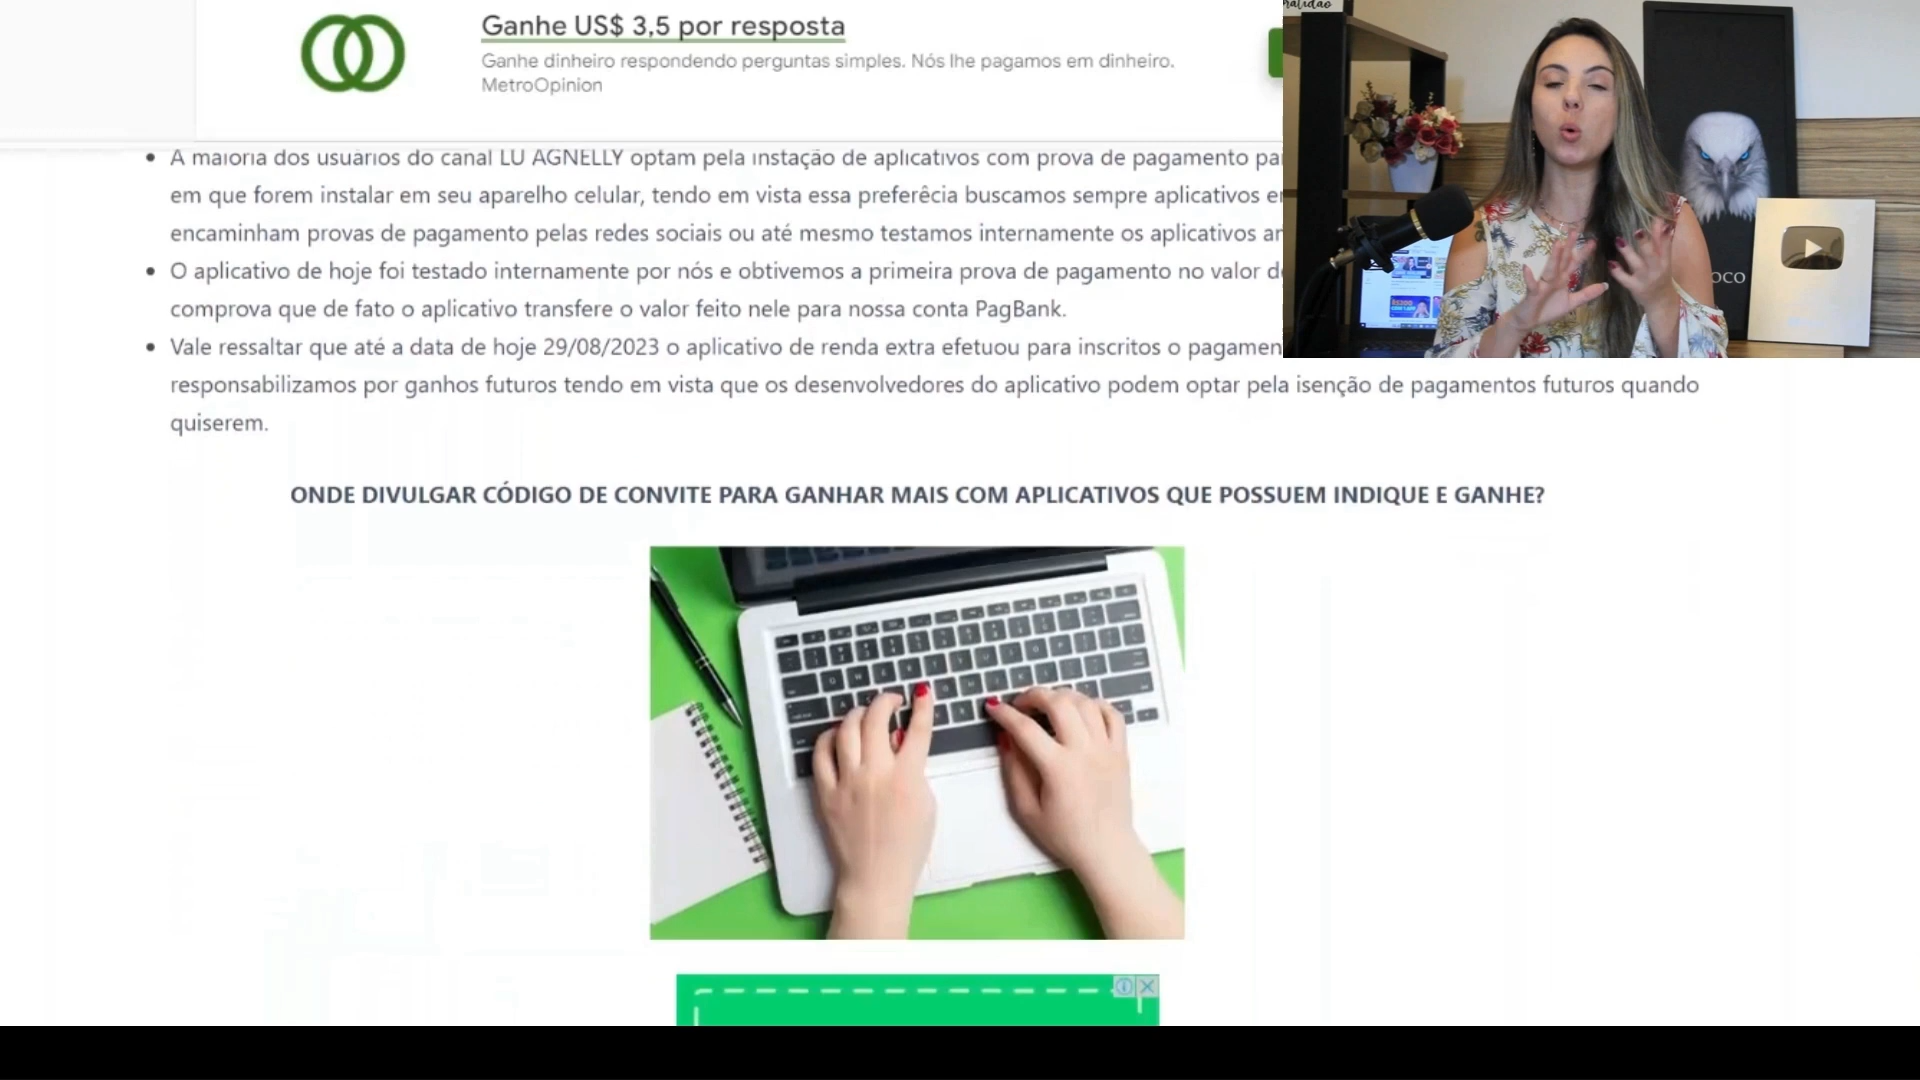 Ganhe US$ 3,5 por resposta
Ganhe dinheiro respondendo perguntas simples. Nós lhe pagamos em dinheiro.
MetroOpinion
A maioria dos usuários do canal LU AGNELLY optam pela instação de aplicativos com prova de pagamento
em que forem instalar em seu aparelho celular, tendo em vista essa preferêcia buscamos sempre aplicativos
encaminham provas de pagamento pelas redes sociais ou até mesmo testamos internamente os aplicativos
O aplicativo de hoje foi testado internamente por nós e obtivemos a primeira prova de pagamento no valor
comprova que de fato o aplicativo transfere o valor feito nele para nossa conta PagBank.
Vale ressaltar que até a data de hoje 29/08/2023 o aplicativo de renda extra efetuou para inscritos o
responsabilizamos por ganhos futuros tendo em vista que os desenvolvedores do aplicativo podem optar pela isenção de pagamentos futuros quando
quiserem.
ONDE DIVULGAR CÓDIGO DE CONVITE PARA GANHAR MAIS COM APLICATIVOS QUE POSSUEM INDIQUE E GANHE?